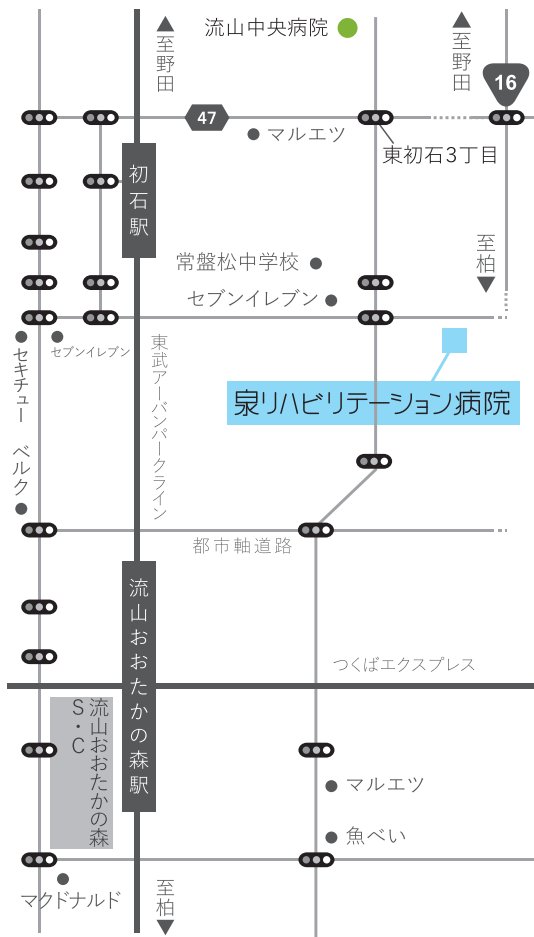 流山中央病院
至野田
至野田
16
47
マルエツ
東初石3丁目
初石駅
常盤松中学校
至柏
セブンイレブン
セブンイレブン
セキチュー
東武アーバンパークライン
泉リハビリテーション病院
ベルク
都市軸道路
流山おおたかの森駅
つくばエクスプレス
流山おおたかの森
S・C
マルエツ
魚べい
マクドナルド
至柏